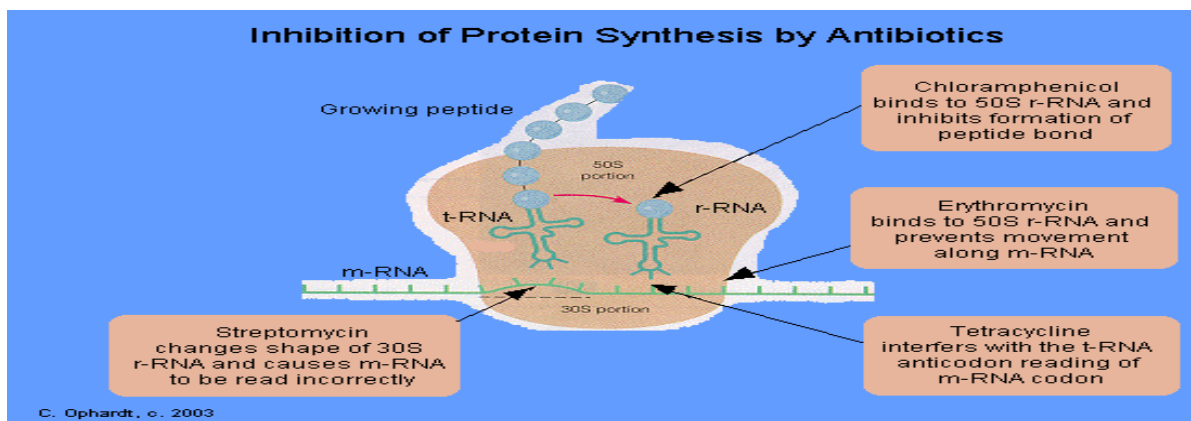 Inhibition of Protein Synthesis by Antibiotics
Growing peptide
Chloramphenicol
binds to 50S r-RNA and
inhibits formation of
peptide bond
50S
portion
t-RNA
r-RNA
Erythromycin
binds to 50S r-RNA and
prevents movement
along m-RNA
m-RNA
30S portion
Streptomycin
changes shape of 30S
r-RNA and causes m-RNA
to be read incorrectly
Tetracycline
interferes with the t-RNA
anticodon reading of
m-RNA codon
C. Ophardt, c. 2003